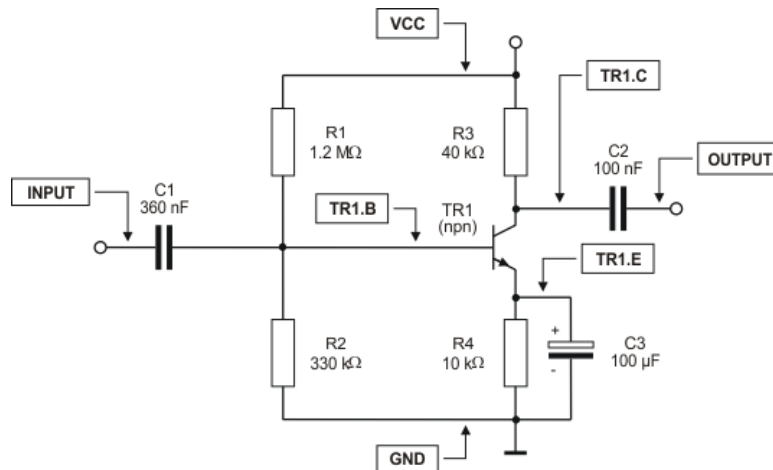 VCC
TR1.C
R1
1.2 MΩ
R3
40 kΩ
C2
100 nF
OUTPUT
INPUT
C1
360 nF
TR1.B
TR1
(npn)
TR1.E
R2
330 kΩ
R4
10 kΩ
+
-
C3
100 µF
GND